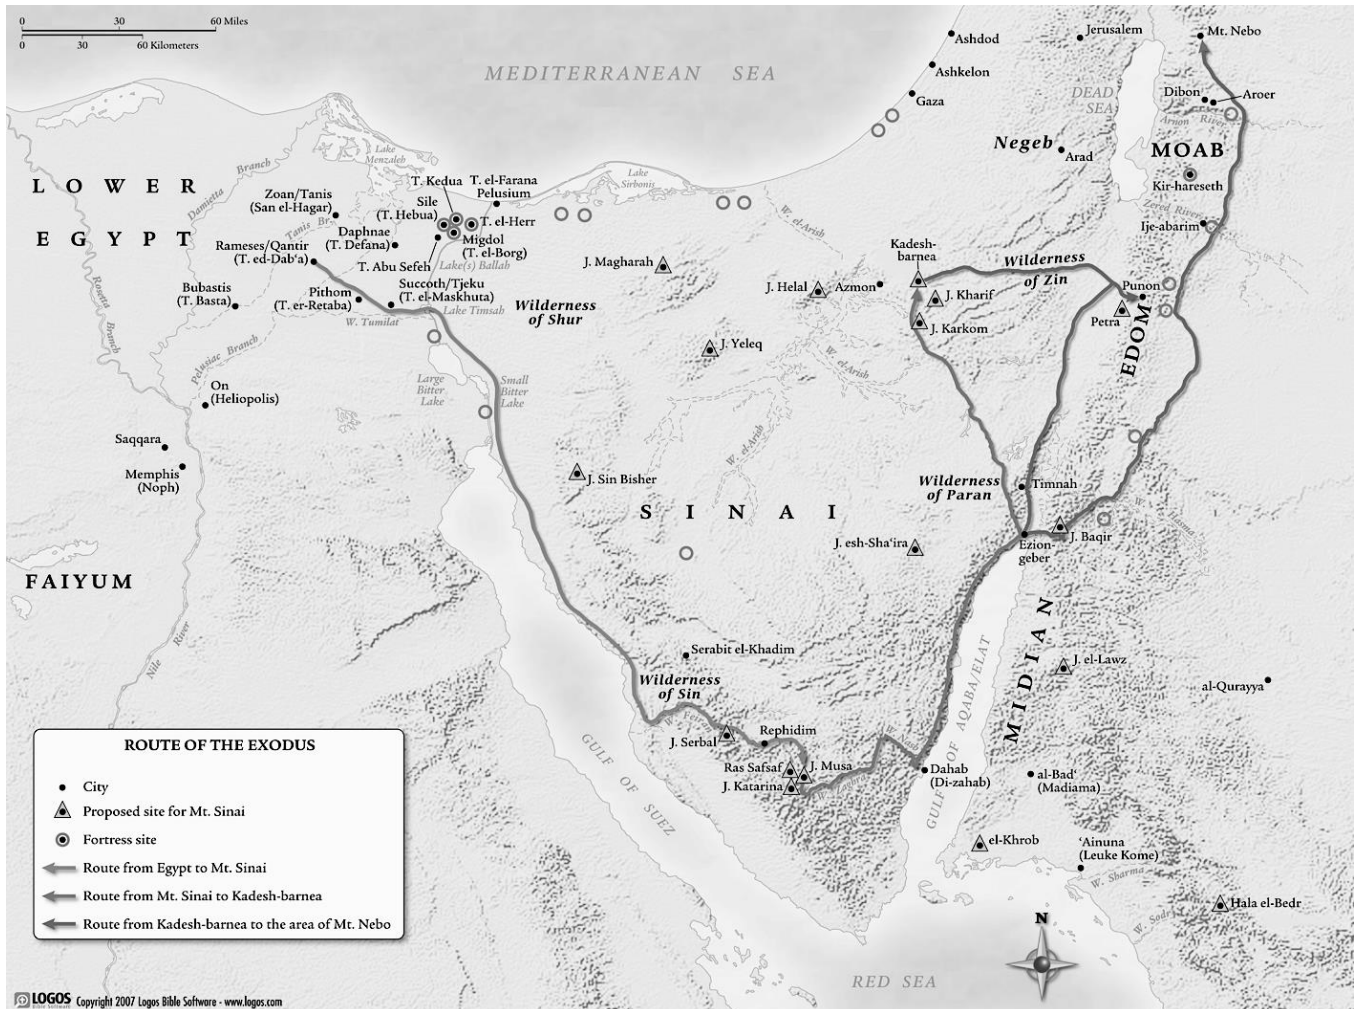 0 30 60 Miles
0 30 60 Kilometers
MEDITERRANEAN SEA
Ashdod
Jerusalem
Mt. Nebo
Ashkelon
Gaza
DEAD
SEA
Dibon
Aroer
Arnon River
Negeb
Arad
MOAB
Kir-hareseth
Zered River
Ije-abarim
LOWER
EGYPT
Damietta Branch
Lake
Menzaleh
Zoan/Tanis
(San el-Hagar)
Tanis Br.
T. Kedua
T. el-Farana
Pelusium
Sile
(T. Hebua)
T. el-Herr
Migdol
(T. el-Borg)
Daphnae
(T. Defana)
T. Abu Sefeh
Lake(s) Ballah
Rameses/Qantir
(T. ed-Dab‘a)
Lake
Sirbonis
W. el-Arish
Kadesh-
barnea
Wilderness
of Zin
J. Magharah
J. Helal
Azmon
J. Kharif
J. Karkom
Punon
Petra
EDOM
Rosetta
Branch
Bubastis
(T. Basta)
Pithom
(T. er-Retaba)
Succoth/Tjeku
(T. el-Maskhuta)
W. Tumilat
Lake Timsah
Wilderness
of Shur
J. Yeleq
W. el-Arish
Pelusiac Branch
On
(Heliopolis)
Large
Bitter
Lake
Small
Bitter
Lake
Saqqara
Memphis
(Noph)
W. el-Arish
J. Sin Bisher
Wilderness
of Paran
Timnah
SINAI
J. esh-Sha‘ira
Ezion-
geber
J. Baqir
FAIYUM
Nile River
Serabit el-Khadim
Wilderness
of Sin
MIDIAN
GULF OF AQABA/ELAT
J. el-Lawz
al-Qurayya
J. Serbal
Rephidim
Ras Safsaf
J. Musa
J. Katarina
Dahab
(Di-zahab)
al-Bad‘
(Madiama)
GULF OF SUEZ
el-Khrob
‘Ainuna
(Leuke Kome)
W. Sharma
Hala el-Bedr
W. Sadr
N
RED SEA
ROUTE OF THE EXODUS
City
Proposed site for Mt. Sinai
Fortress site
Route from Egypt to Mt. Sinai
Route from Mt. Sinai to Kadesh-barnea
Route from Kadesh-barnea to the area of Mt. Nebo
LOGOS Copyright 2007 Logos Bible Software - www.logos.com